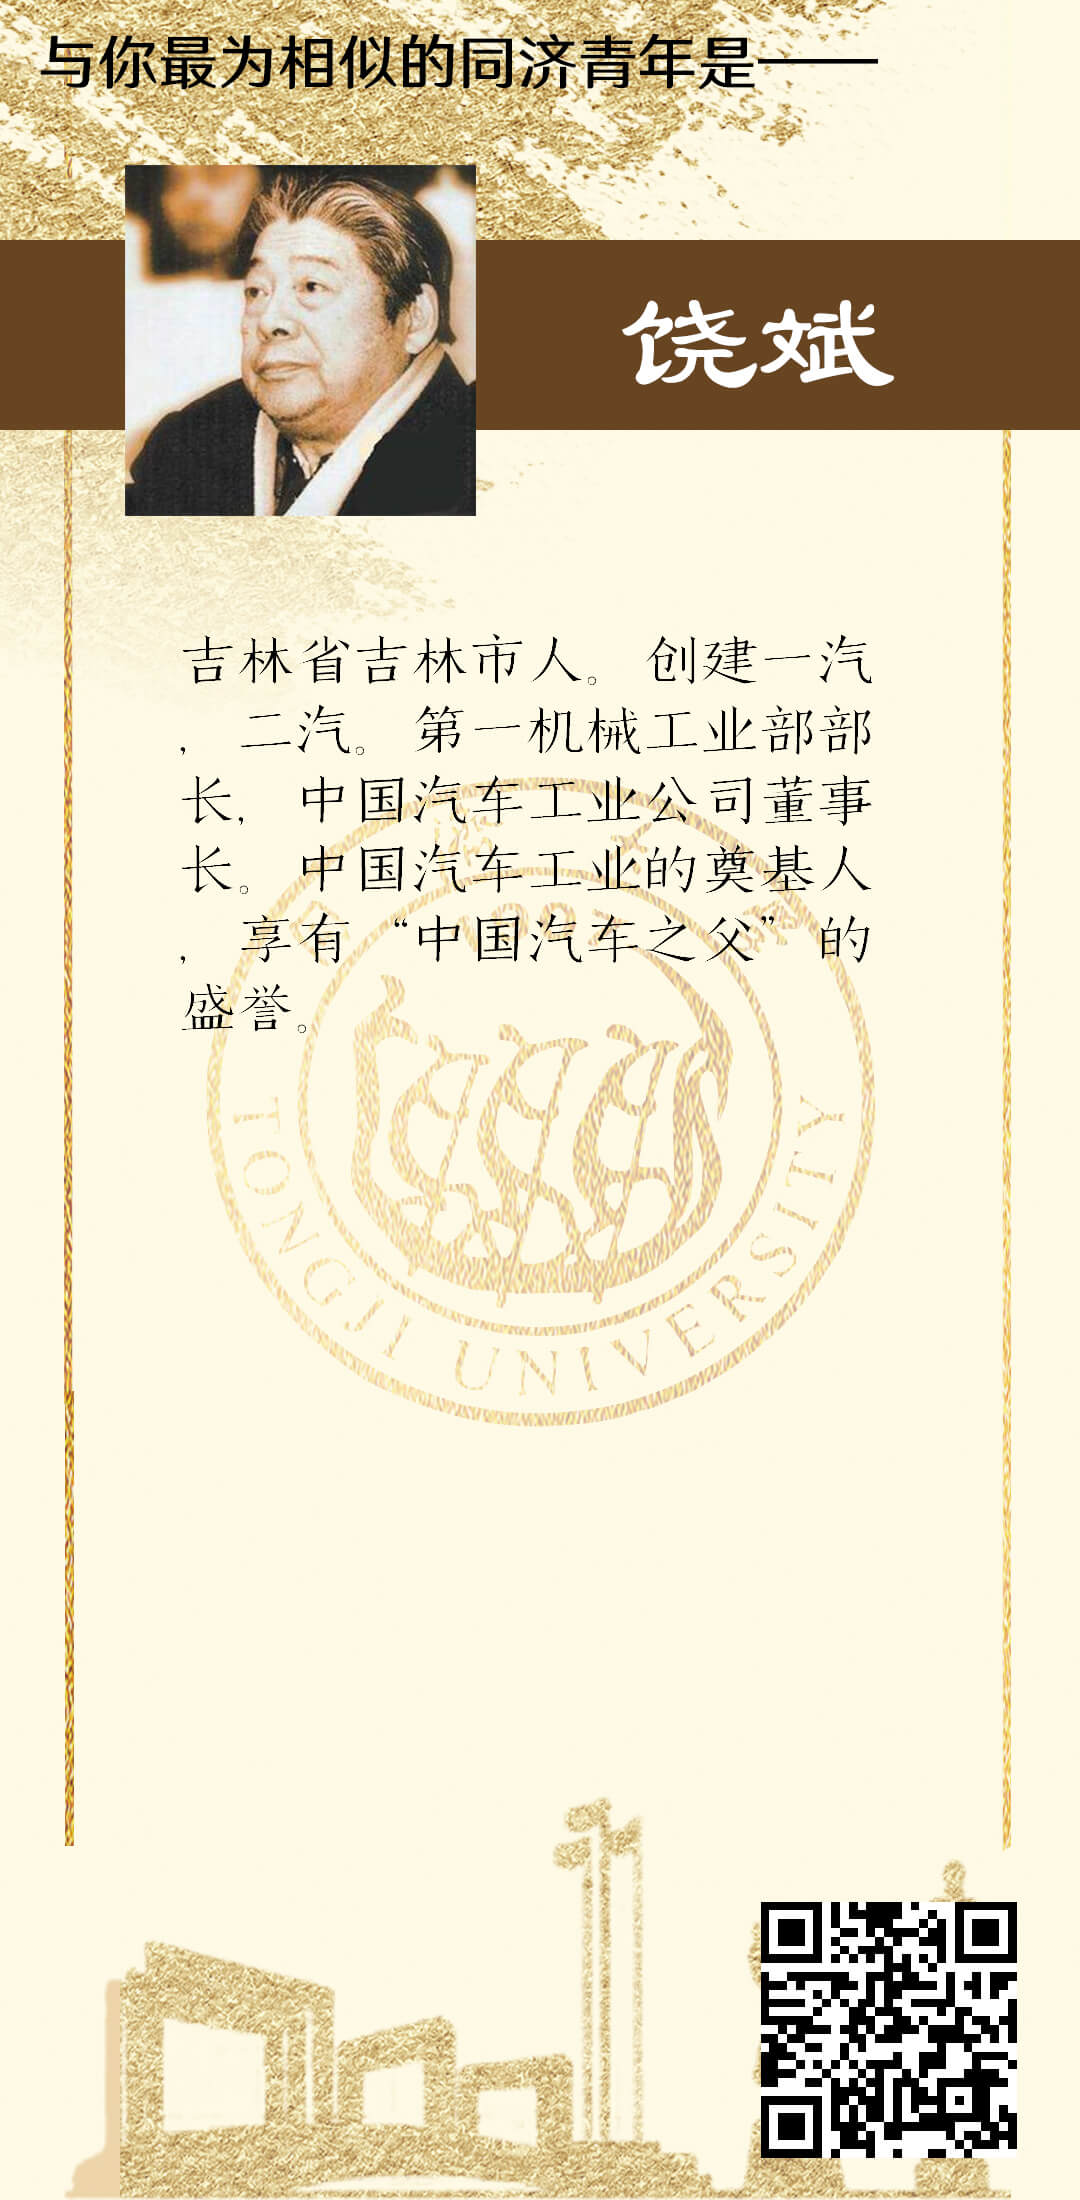 与你最为相似的同济青年是——
饶斌
吉林省吉林市人。创建一汽
，二汽。第一机械工业部部
长，中国汽车工业公司董事
长。中国汽车工业的奠基人
，享有“中国汽车之父”的
盛誉。
TONGJI UNIVERSITY